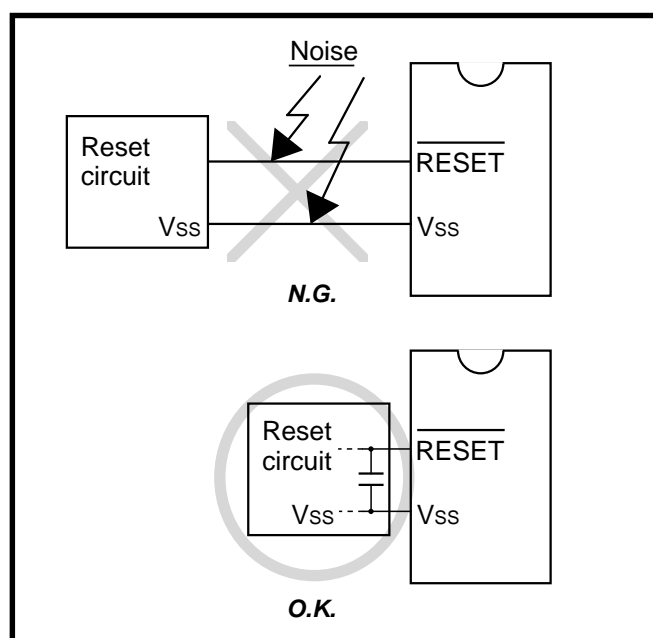 Noise
Reset
circuit
RESET
Vss
Vss
N.G.
Reset
circuit
RESET
Vss
Vss
O.K.